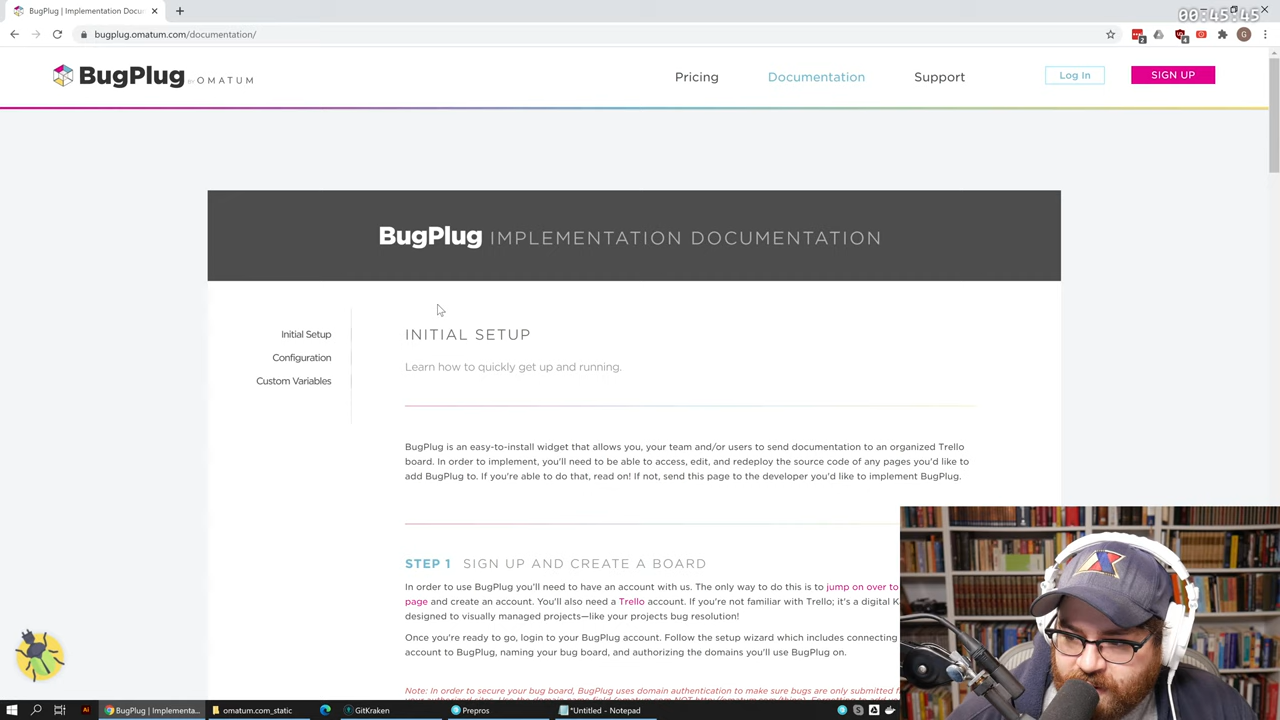 BugPlug | Implementation Docu
00:45:45
bugplug.omatum.com/documentation/
BugPlug BY OMATUM
Pricing
Documentation
Support
Log In
SIGN UP
BugPlug IMPLEMENTATION DOCUMENTATION
Initial Setup
Configuration
Custom Variables
INITIAL SETUP
Learn how to quickly get up and running.
BugPlug is an easy-to-install widget that allows you, your team and/or users to send documentation to an organized Trello
board. In order to implement, you'll need to be able to access, edit, and redeploy the source code of any pages you'd like to
add BugPlug to. If you're able to do that, read on! If not, send this page to the developer you'd like to implement BugPlug.
STEP 1 SIGN UP AND CREATE A BOARD
In order to use BugPlug you'll need to have an account with us. The only way to do this is to jump on over to
page and create an account. You'll also need a Trello account. If you're not familiar with Trello; it's a digital K
designed to visually managed projects—like your projects bug resolution!
Once you're ready to go, login to your BugPlug account. Follow the setup wizard which includes connecting
account to BugPlug, naming your bug board, and authorizing the domains you'll use BugPlug on.
Note: In order to secure your bug board, BugPlug uses domain authentication to make sure bugs are only submitted f
BugPlug | Implementa...
omatum.com_static
GitKraken
Prepros
*Untitled - Notepad